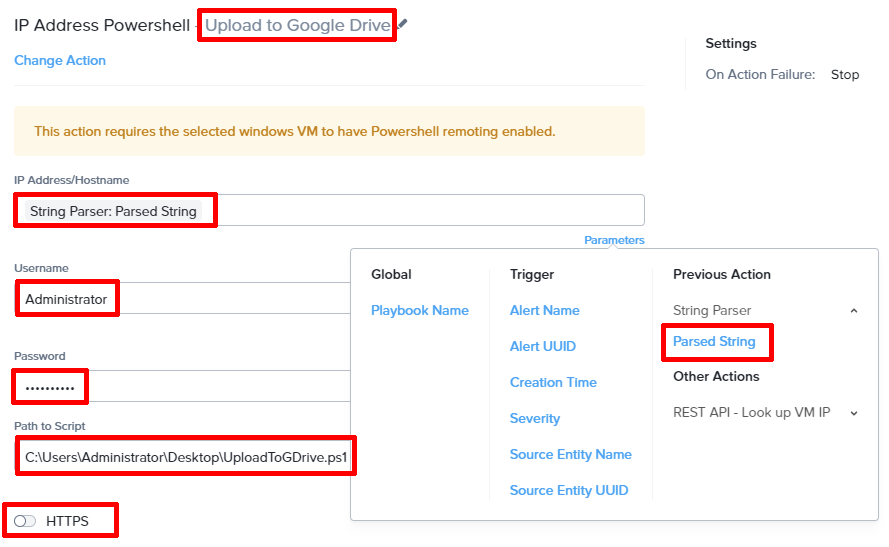 IP Address Powershell - Upload to Google Drive
Change Action
Settings
On Action Failure: Stop
This action requires the selected windows VM to have Powershell remoting enabled.
IP Address/Hostname
String Parser: Parsed String
Parameters
Username
Administrator
Password
••••••••••
Path to Script
C:\Users\Administrator\Desktop\UploadToGDrive.ps1
HTTPS
Global
Playbook Name
Trigger
Alert Name
Alert UUID
Creation Time
Severity
Source Entity Name
Source Entity UUID
Previous Action
String Parser
Parsed String
Other Actions
REST API - Look up VM IP